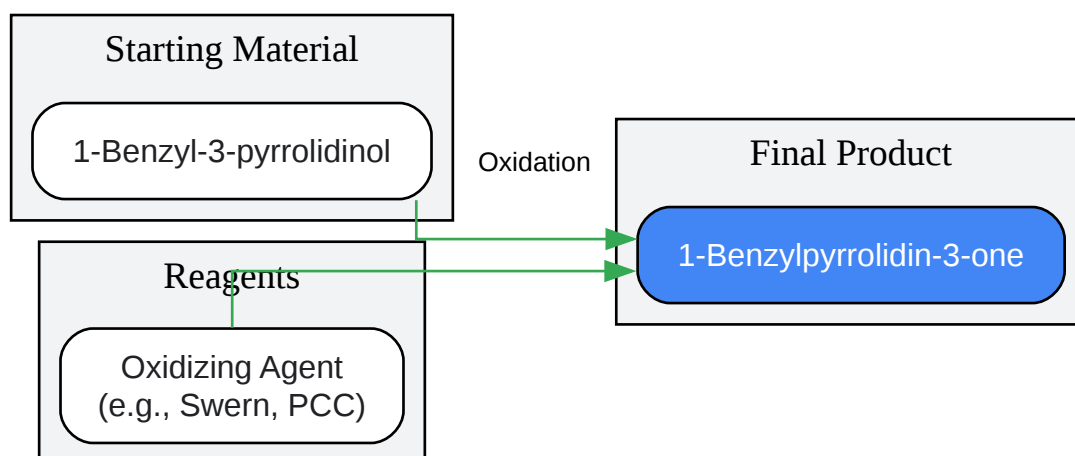 Starting Material
1-Benzyl-3-pyrrolidinol
Oxidation
Final Product
1-Benzylpyrrolidin-3-one
Reagents
Oxidizing Agent
(e.g., Swern, PCC)